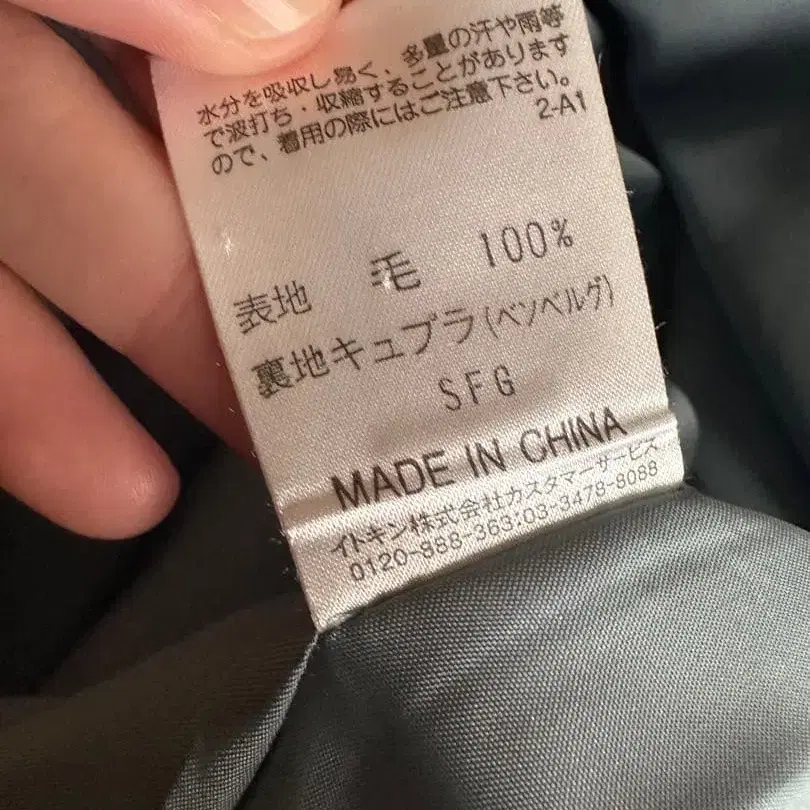 水分を吸収し易く、多量の汗や雨等
で波打ち・収縮することがあります
ので、着用の際にはご注意下さい。
2-A1
表地 毛 100%
裏地キュプラ(ベンベルグ)
SFG
MADE IN CHINA
イトキン株式会社カスタマーサービス
0120-888-363:03-3478-8088